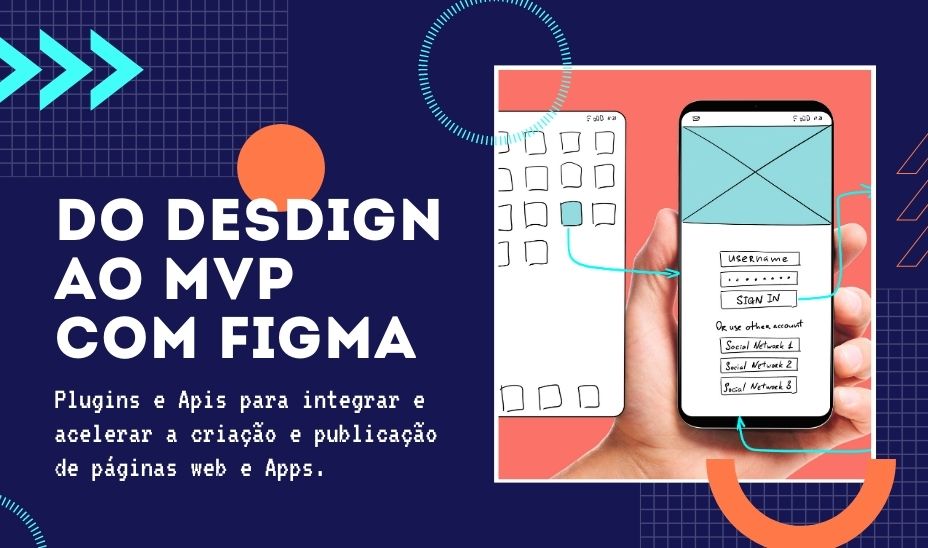 DO DESDIGN
AO MVP
COM FIGMA
Plugins e Apis para integrar e
acelerar a criação e publicação
de páginas web e Apps.
Username
SIGN IN
Or use other account
Social Network 1
Social Network 2
Social Network 3